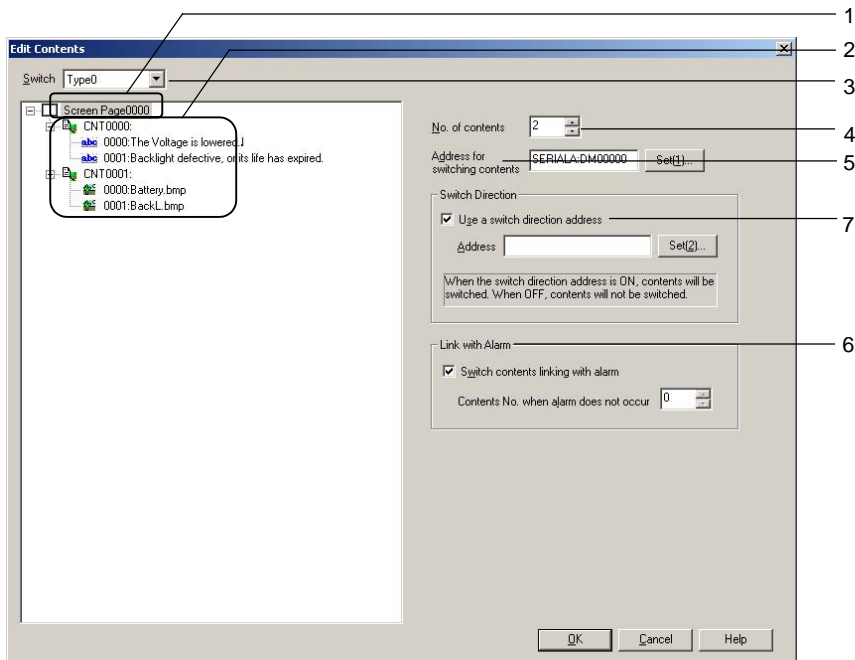 1
Edit Contents
2
Switch Type0
3
Screen Page0000
CNT0000:
abc 0000:The Voltage is lowered.↓
abc 0001:Backlight defective, or its life has expired.
CNT0001:
0000:Battery.bmp
0001:BackL.bmp
No. of contents 2
4
Address for
switching contents SERIALA:DM00000 Set(1)...
5
Switch Direction
Use a switch direction address
7
Address Set(2)...
When the switch direction address is ON, contents will be
switched. When OFF, contents will not be switched.
Link with Alarm
6
Switch contents linking with alarm
Contents No. when alarm does not occur 0
OK Cancel Help